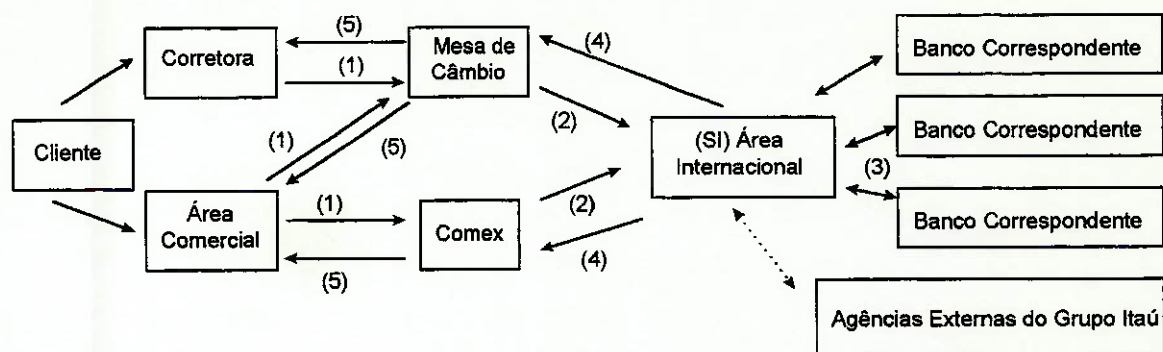 (5)
(4)
Corretora
Mesa de
Câmbio
Banco Correspondente
(1)
(2)
(1)
Banco Correspondente
Cliente
(5)
(SI) Área
Internacional
(3)
Área
Comercial
(1)
Comex
(2)
Banco Correspondente
(5)
(4)
Agências Externas do Grupo Itaú